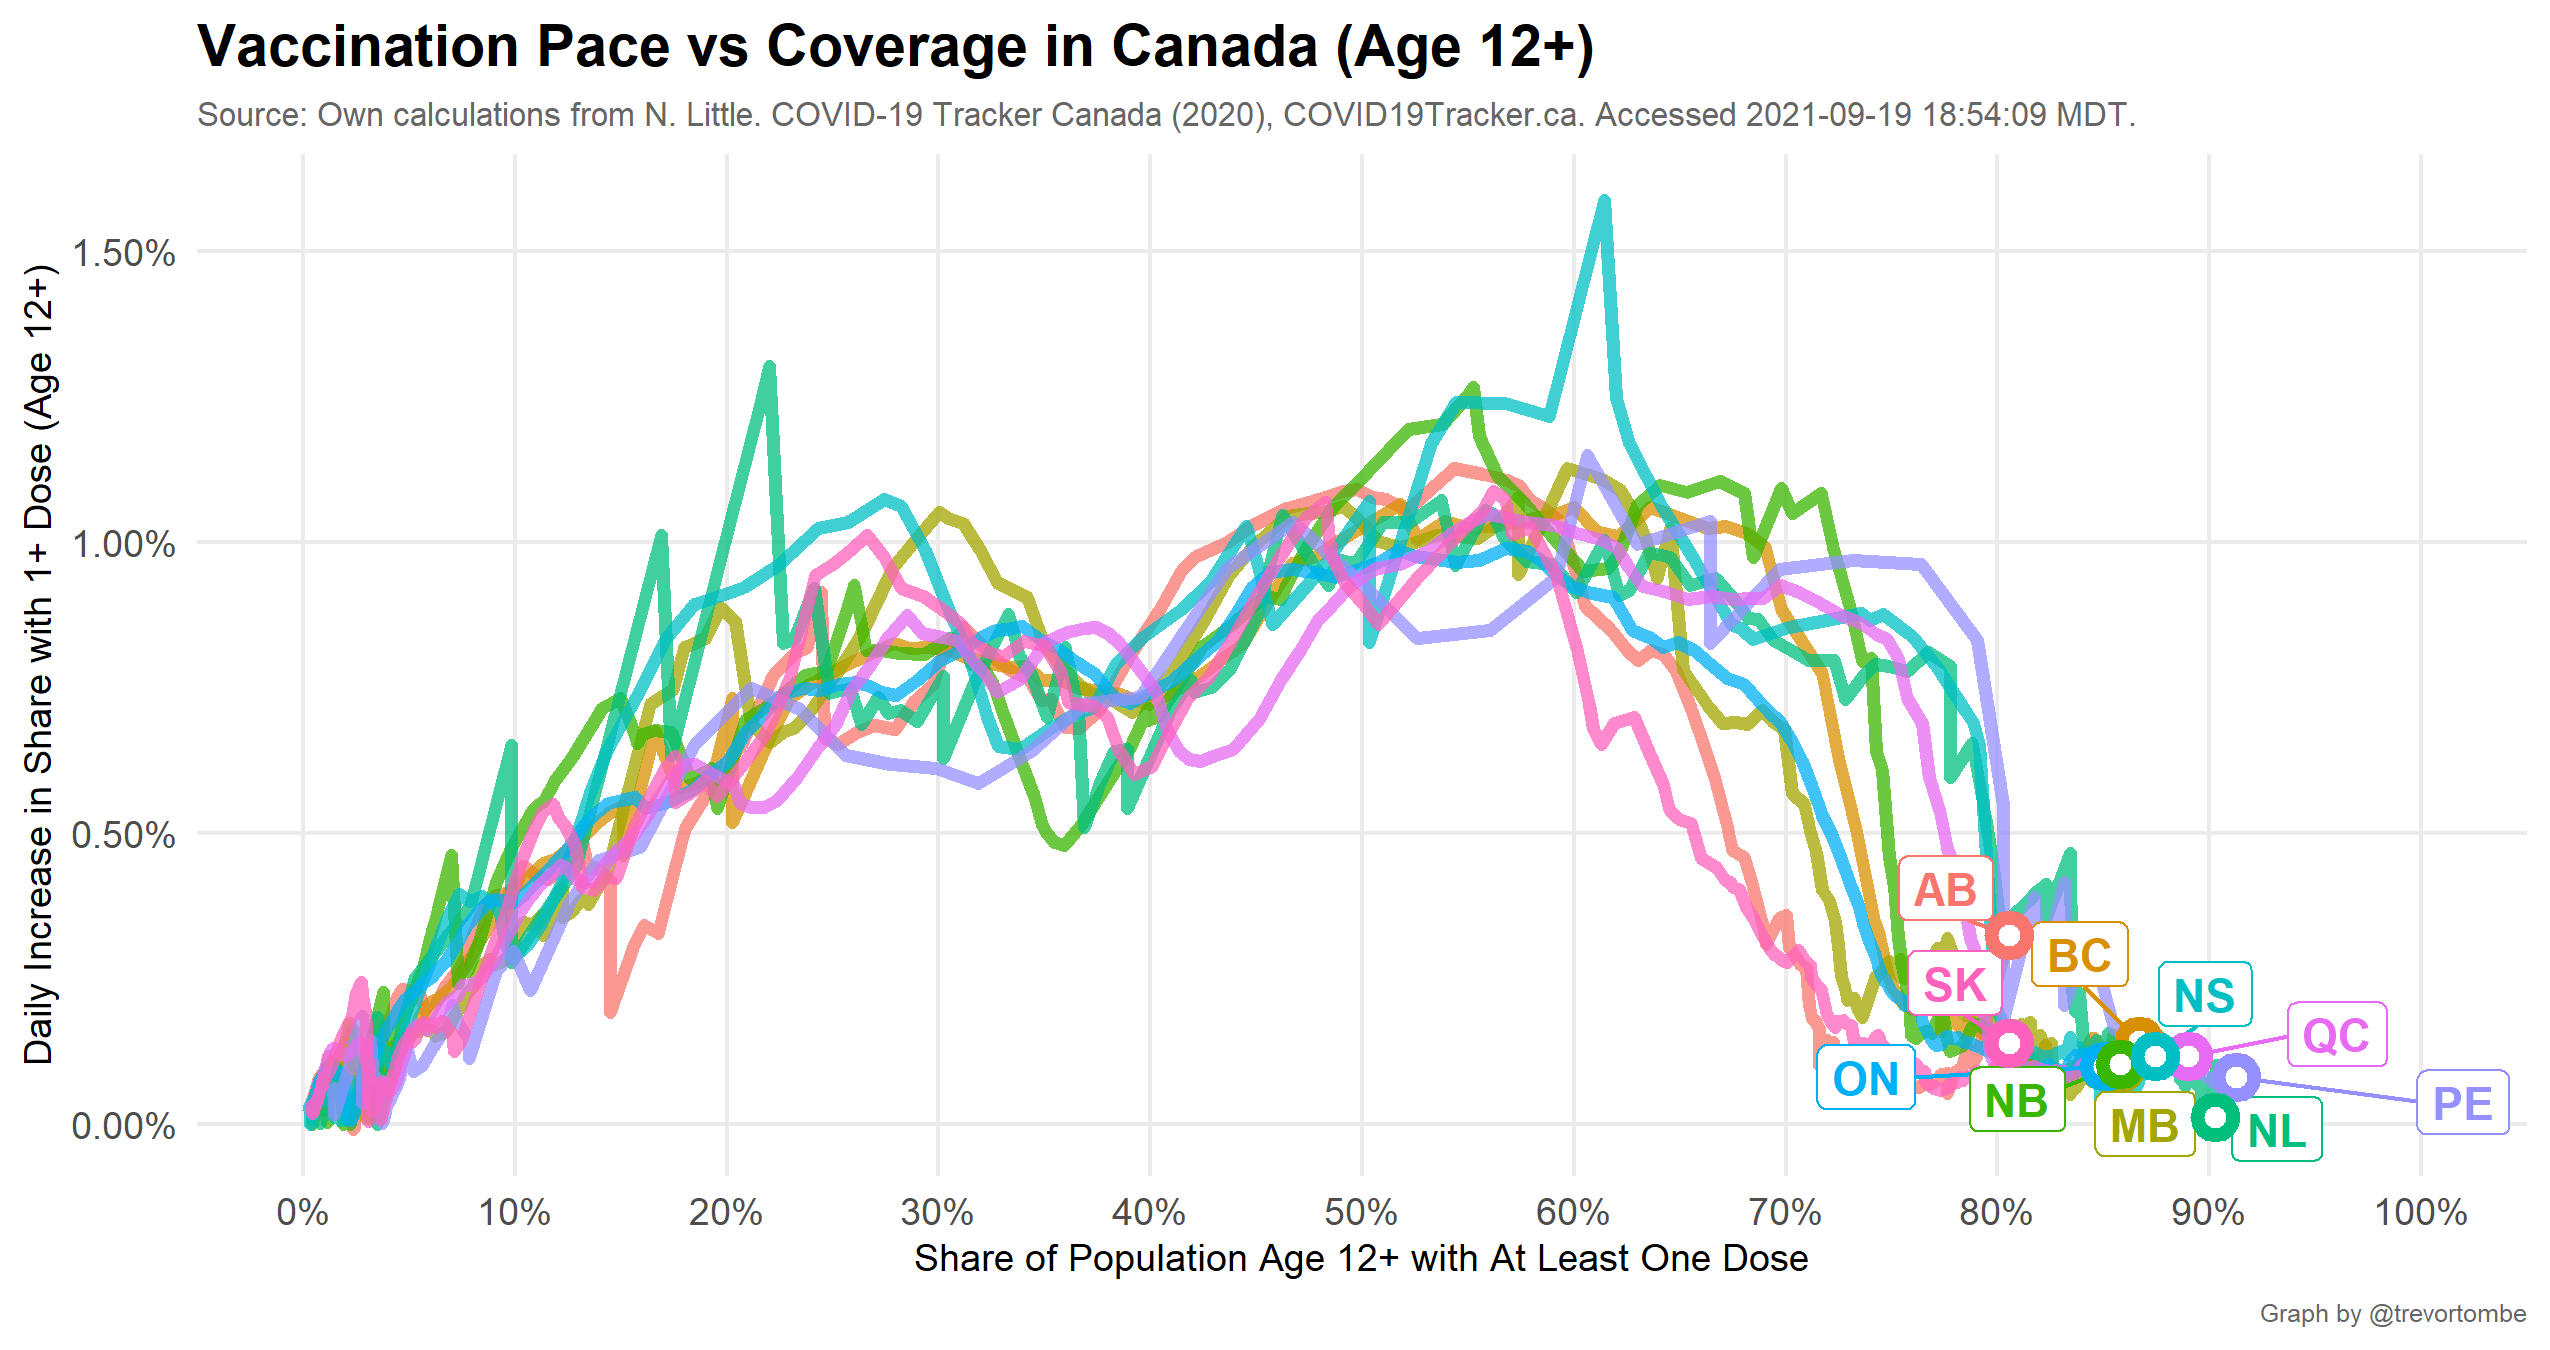 Vaccination Pace vs Coverage in Canada (Age 12+)
Source: Own calculations from N. Little. COVID-19 Tracker Canada (2020), COVID19Tracker.ca. Accessed 2021-09-19 18:54:09 MDT.
Daily Increase in Share with 1+ Dose (Age 12+)
1.50%
1.00%
0.50%
0.00%
AB
BC
SK
NS
QC
ON
NB
MB
NL
PE
0% 10% 20% 30% 40% 50% 60% 70% 80% 90% 100%
Share of Population Age 12+ with At Least One Dose
Graph by @trevortombe